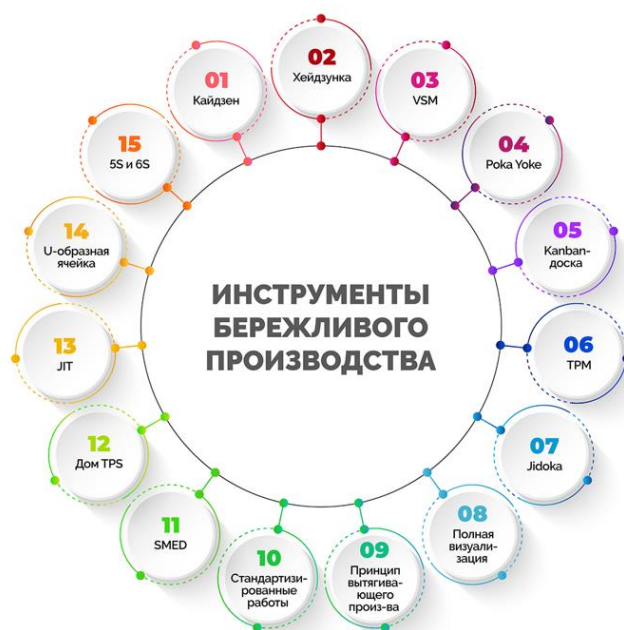 ИНСТРУМЕНТЫ
БЕРЕЖЛИВОГО
ПРОИЗВОДСТВА
01
Кайдзен
02
Хейдзунка
03
VSM
04
Poka Yoke
05
Kanban-
доска
06
TPM
07
Jidoka
08
Полная
визуали-
зация
09
Принцип
вытягива-
ющего
произ-ва
10
Стандартизи-
рованные
работы
11
SMED
12
Дом TPS
13
JIT
14
U-образная
ячейка
15
5S и 6S